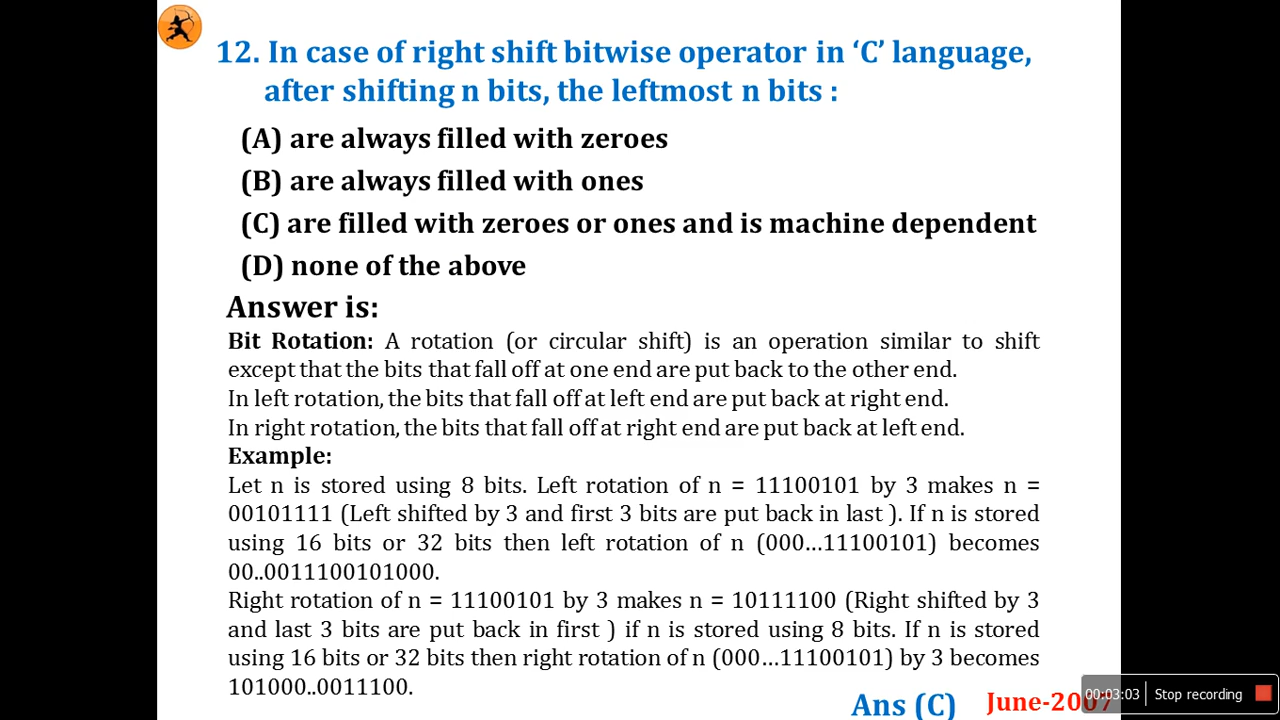 12. In case of right shift bitwise operator in ‘C’ language,
after shifting n bits, the leftmost n bits :
(A) are always filled with zeroes
(B) are always filled with ones
(C) are filled with zeroes or ones and is machine dependent
(D) none of the above
Answer is:
Bit Rotation: A rotation (or circular shift) is an operation similar to shift
except that the bits that fall off at one end are put back to the other end.
In left rotation, the bits that fall off at left end are put back at right end.
In right rotation, the bits that fall off at right end are put back at left end.
Example:
Let n is stored using 8 bits. Left rotation of n = 11100101 by 3 makes n =
00101111 (Left shifted by 3 and first 3 bits are put back in last ). If n is stored
using 16 bits or 32 bits then left rotation of n (000…11100101) becomes
00..0011100101000.
Right rotation of n = 11100101 by 3 makes n = 10111100 (Right shifted by 3
and last 3 bits are put back in first ) if n is stored using 8 bits. If n is stored
using 16 bits or 32 bits then right rotation of n (000…11100101) by 3 becomes
101000..0011100.
Ans (C) June-2007
00:03:03 Stop recording